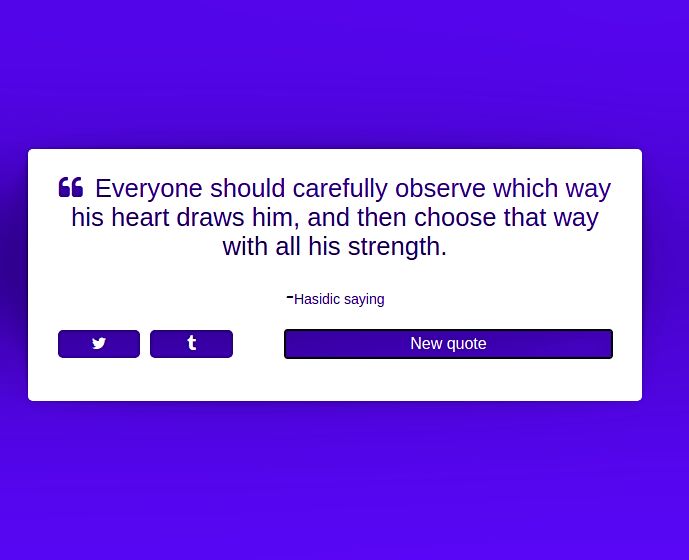 “ Everyone should carefully observe which way
his heart draws him, and then choose that way
with all his strength.
-Hasidic saying
New quote